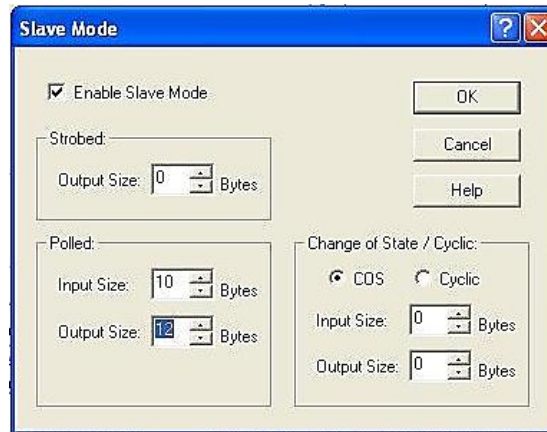 Slave Mode
Enable Slave Mode
OK
Cancel
Help
Strobed:
Output Size: 0 Bytes
Polled:
Input Size: 10 Bytes
Output Size: 12 Bytes
Change of State / Cyclic:
COS Cyclic
Input Size: 0 Bytes
Output Size: 0 Bytes